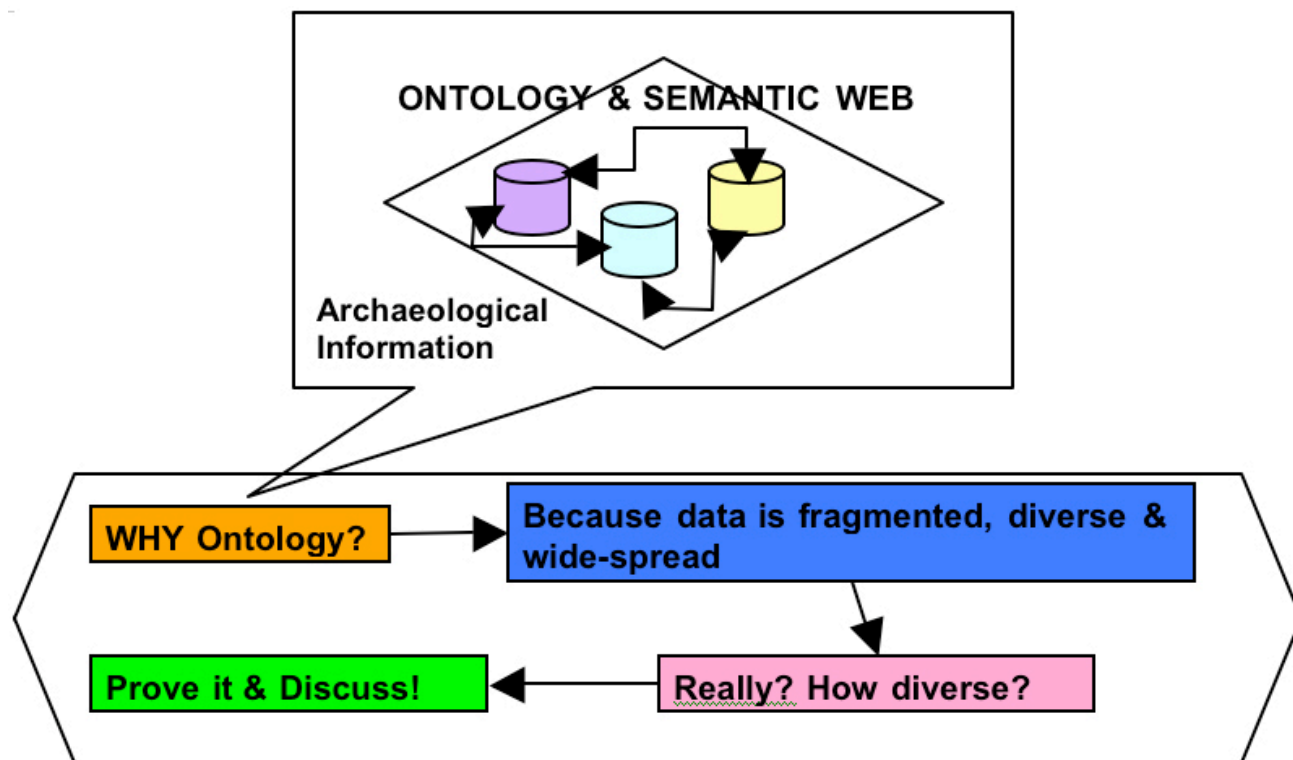 ONTOLOGY & SEMANTIC WEB
Archaeological
Information
WHY Ontology?
Because data is fragmented, diverse &
wide-spread
Really? How diverse?
Prove it & Discuss!